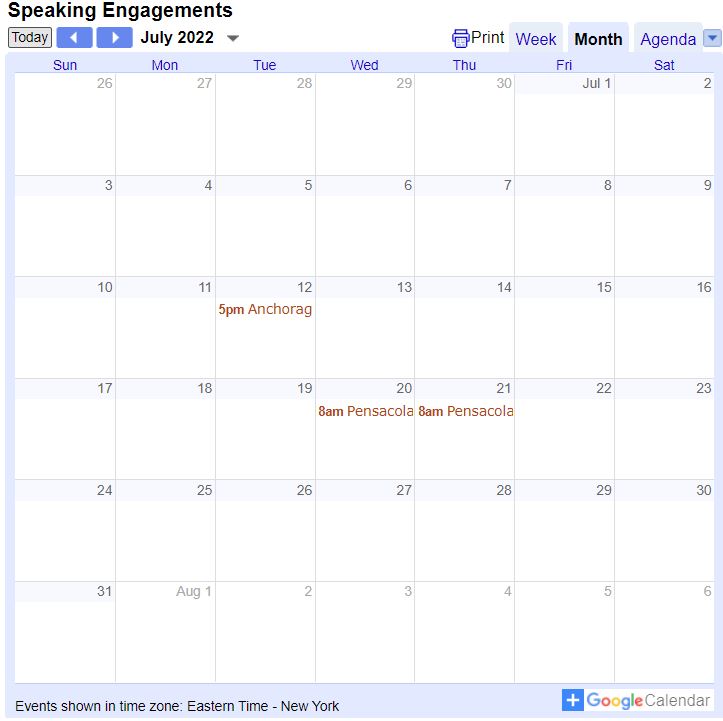 Speaking Engagements
Today July 2022 Print Week Month Agenda
Sun Mon Tue Wed Thu Fri Sat
26 27 28 29 30 Jul 1 2
3 4 5 6 7 8 9
10 11 12 13 14 15 16
5pm Anchorag
17 18 19 20 21 22 23
8am Pensacola 8am Pensacola
24 25 26 27 28 29 30
31 Aug 1 2 3 4 5 6
Events shown in time zone: Eastern Time - New York
Google Calendar